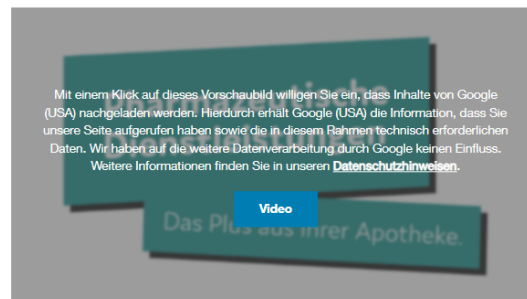 Mit einem Klick auf dieses Vorschaubild willigen Sie ein, dass Inhalte von Google
(USA) nachgeladen werden. Hierdurch erhält Google (USA) die Information, dass Sie
unsere Seite aufgerufen haben sowie die in diesem Rahmen technisch erforderlichen
Daten. Wir haben auf die weitere Datenverarbeitung durch Google keinen Einfluss.
Weitere Informationen finden Sie in unseren Datenschutzhinweisen.
Pharmazeutische
Dienstleistungen
Video
Das Plus aus Ihrer Apotheke.